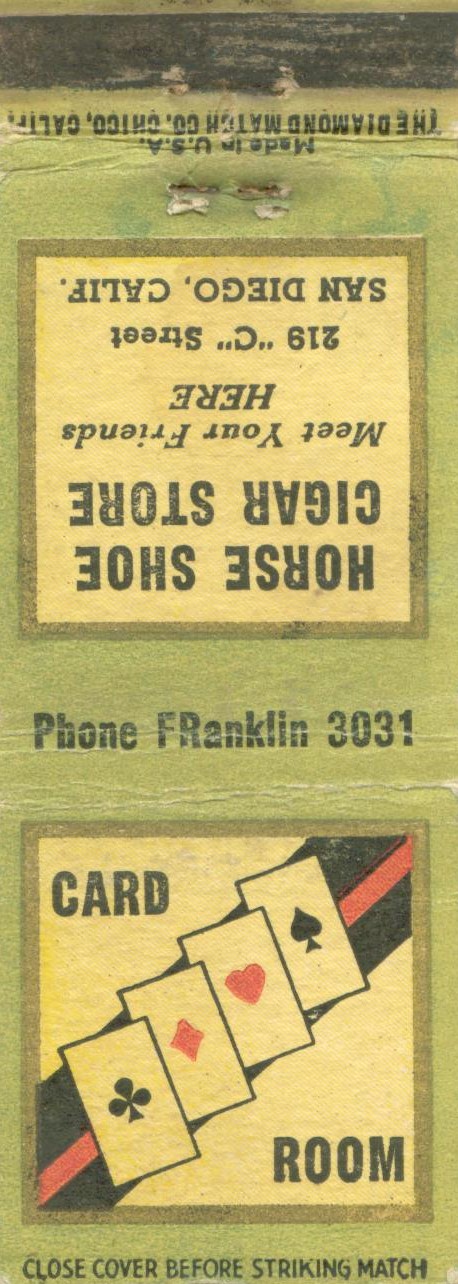 THE DIAMOND MATCH CO. CHICO, CALIF.
Made in U.S.A.
HORSE SHOE
CIGAR STORE
Meet Your Friends
HERE
219 "C" Street
SAN DIEGO, CALIF.
Phone FRanklin 3031
CARD
ROOM
CLOSE COVER BEFORE STRIKING MATCH